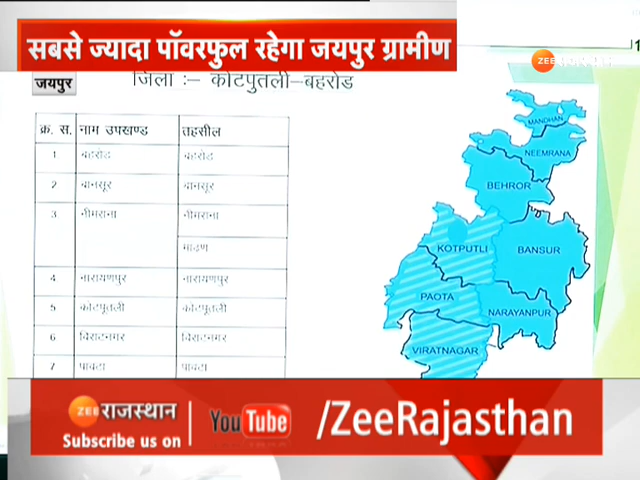 सबसे ज्यादा पॉवरफुल रहेगा जयपुर ग्रामीण
ZEE राजस्थान
जयपुर
जिला :- कोटपुतली-बहरोड
क्र. स. नाम उपखण्ड तहसील
1 बहरोड बहरोड
2 बानसूर बानसूर
3 नीमराना नीमराना
माढण
4 नारायणपुर नारायणपुर
5 कोटपूतली कोटपूतली
6 विराटनगर विराटनगर
7 पावटा पावटा
MANDHAN
NEEMRANA
BEHROR
KOTPUTLI BANSUR
PAOTA
NARAYANPUR
VIRATNAGAR
ZEE राजस्थान
Subscribe us on
YouTube
/ZeeRajasthan